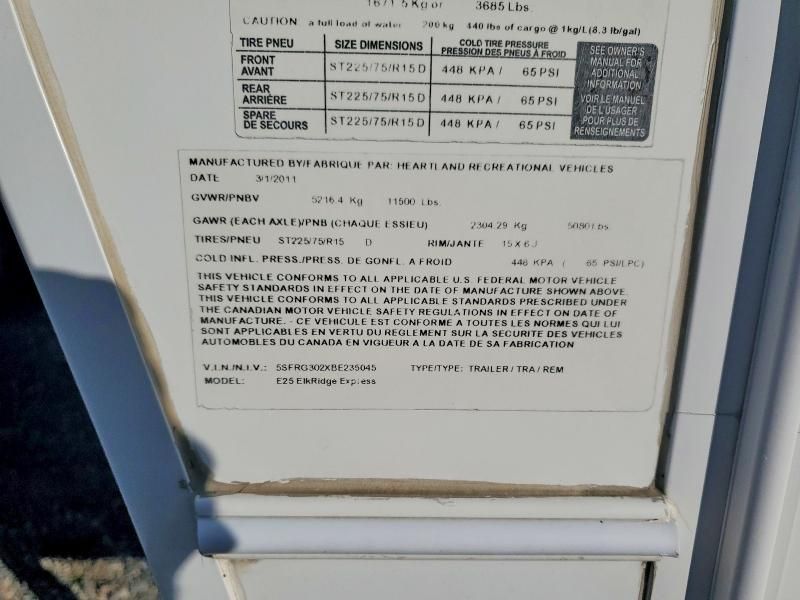 1671.5 Kg or 3685 Lbs.
CAUTION a full load of water 200 kg 440 lbs of cargo @ 1kg/L(8.3 lb/gal)
TIRE PNEU SIZE DIMENSIONS COLD TIRE PRESSURE PRESSION DES PNEUS À FROID
FRONT AVANT ST225/75/R15 D 448 KPA / 65 PSI
REAR ARRIÈRE ST225/75/R15 D 448 KPA / 65 PSI
SPARE DE SECOURS ST225/75/R15 D 448 KPA / 65 PSI
SEE OWNER'S
MANUAL FOR
ADDITIONAL
INFORMATION
VOIR LE MANUEL
DE L'USAGER
POUR PLUS DE
RENSEIGNEMENTS
MANUFACTURED BY/FABRIQUE PAR: HEARTLAND RECREATIONAL VEHICLES
DATE 3/1/2011
GVWR/PNBV 5216.4 Kg 11500 Lbs.
GAWR (EACH AXLE)/PNB (CHAQUE ESSIEU) 2304.29 Kg 5080 Lbs.
TIRES/PNEU ST225/75/R15 D RIM/JANTE 15 X 6 J
COLD INFL. PRESS./PRESS. DE GONFL. A FROID 448 KPA ( 65 PSI/LPC)
THIS VEHICLE CONFORMS TO ALL APPLICABLE U.S. FEDERAL MOTOR VEHICLE
SAFETY STANDARDS IN EFFECT ON THE DATE OF MANUFACTURE SHOWN ABOVE.
THIS VEHICLE CONFORMS TO ALL APPLICABLE STANDARDS PRESCRIBED UNDER
THE CANADIAN MOTOR VEHICLE SAFETY REGULATIONS IN EFFECT ON DATE OF
MANUFACTURE. - CE VEHICULE EST CONFORME A TOUTES LES NORMES QUI LUI
SONT APPLICABLES EN VERTU DU REGLEMENT SUR LA SECURITE DES VEHICLES
AUTOMOBILES DU CANADA EN VIGUEUR A LA DATE DE SA FABRICATION
V.I.N./N.I.V.: 5SFRG302XBE235045 TYPE/TYPE: TRAILER / TRA / REM
MODEL: E25 ElkRidge Express